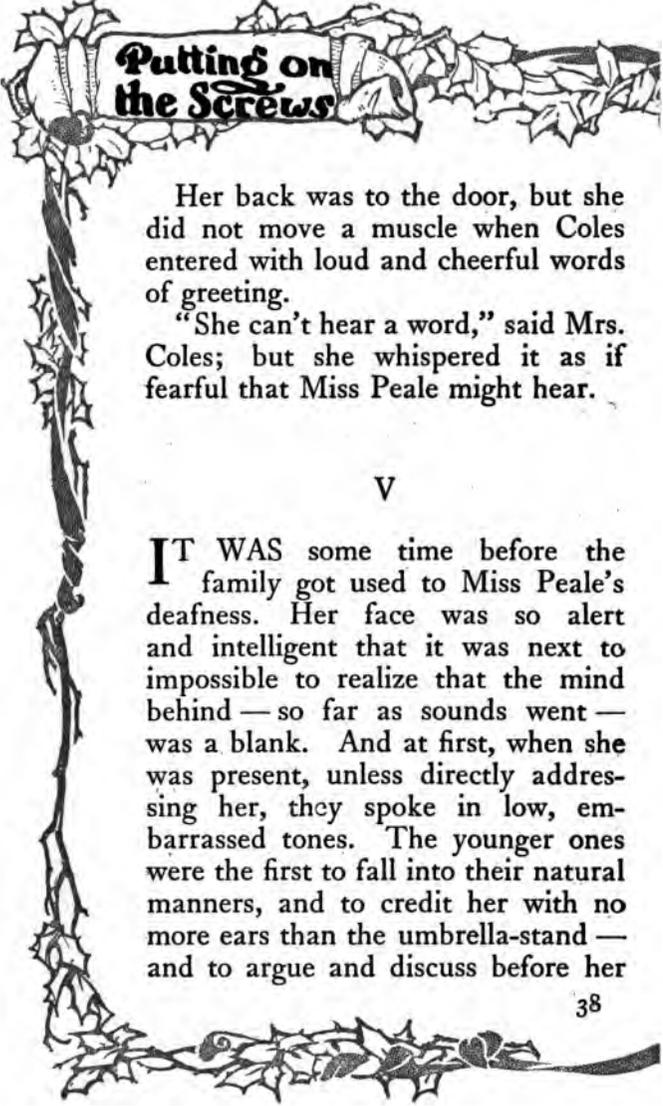 Putting on
the Screws
Her back was to the door, but she
did not move a muscle when Coles
entered with loud and cheerful words
of greeting.
"She can't hear a word," said Mrs.
Coles; but she whispered it as if
fearful that Miss Peale might hear.
V
IT WAS some time before the
family got used to Miss Peale's
deafness. Her face was so alert
and intelligent that it was next to
impossible to realize that the mind
behind — so far as sounds went —
was a blank. And at first, when she
was present, unless directly addres-
sing her, they spoke in low, em-
barrassed tones. The younger ones
were the first to fall into their natural
manners, and to credit her with no
more ears than the umbrella-stand —
and to argue and discuss before her
38